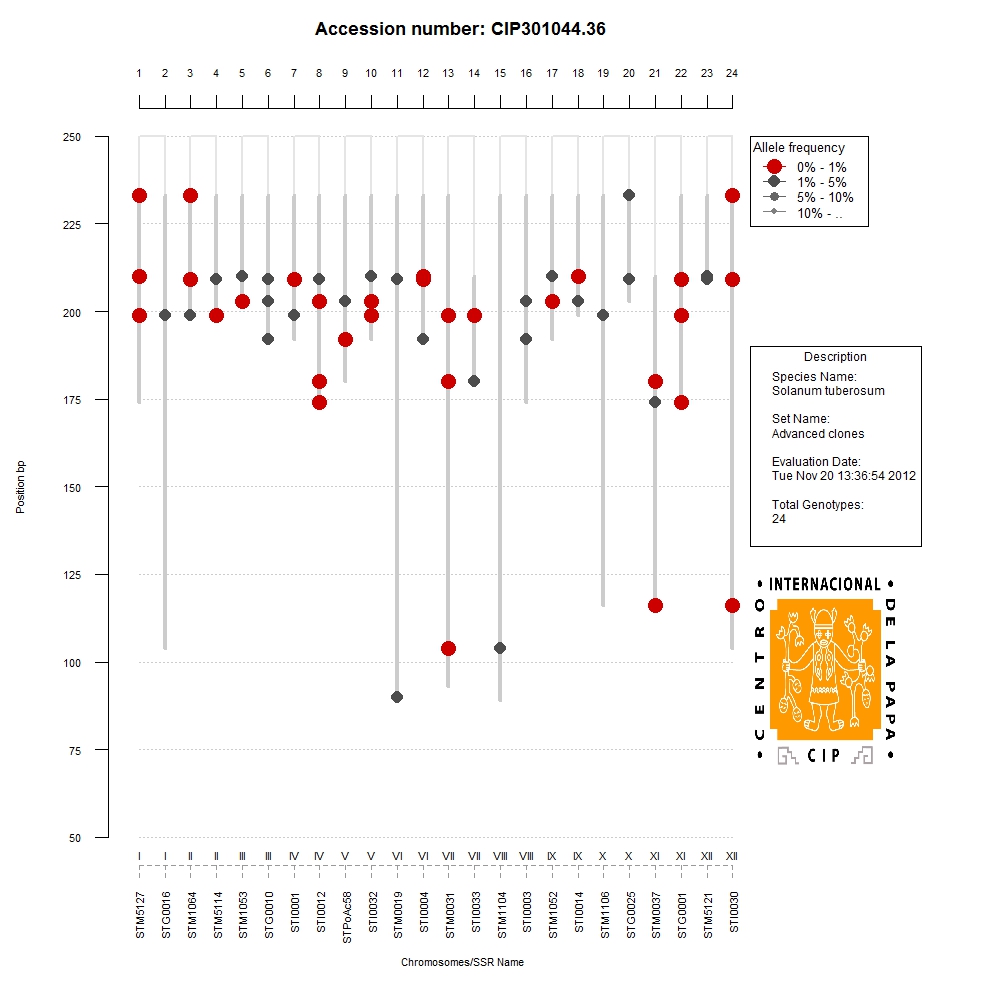 Accession number: CIP301044.36
1 2 3 4 5 6 7 8 9 10 11 12 13 14 15 16 17 18 19 20 21 22 23 24
250
225
200
175
150
125
100
75
50
Position bp
Allele frequency
0% - 1%
1% - 5%
5% - 10%
10% - ..
Description
Species Name:
Solanum tuberosum
Set Name:
Advanced clones
Evaluation Date:
Tue Nov 20 13:36:54 2012
Total Genotypes:
24
• INTERNACIONAL •
CENTRO
DE LA PAPA
• CIP •
I I II II III III IV IV V V VI VI VII VII VIII VIII IX IX X X XI XI XII XII
STM5127
STG0016
STM1064
STM5114
STM1053
STG0010
STI0001
STI0012
STPoAc58
STI0032
STM0019
STI0004
STM0031
STI0033
STM1104
STI0003
STM1052
STI0014
STM1106
STG0025
STM0037
STG0001
STM5121
STI0030
Chromosomes/SSR Name